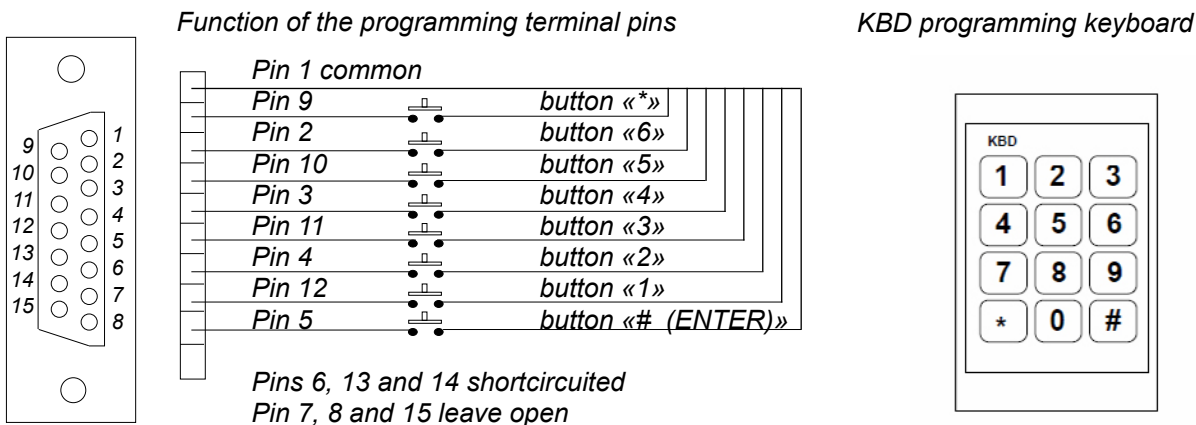 Function of the programming terminal pins
KBD programming keyboard
1
2
3
4
5
6
7
8
9
10
11
12
13
14
15
Pin 1 common
Pin 9 button «*»
Pin 2 button «6»
Pin 10 button «5»
Pin 3 button «4»
Pin 11 button «3»
Pin 4 button «2»
Pin 12 button «1»
Pin 5 button «# (ENTER)»
Pins 6, 13 and 14 shortcircuited
Pin 7, 8 and 15 leave open
KBD
1 2 3
4 5 6
7 8 9
* 0 #